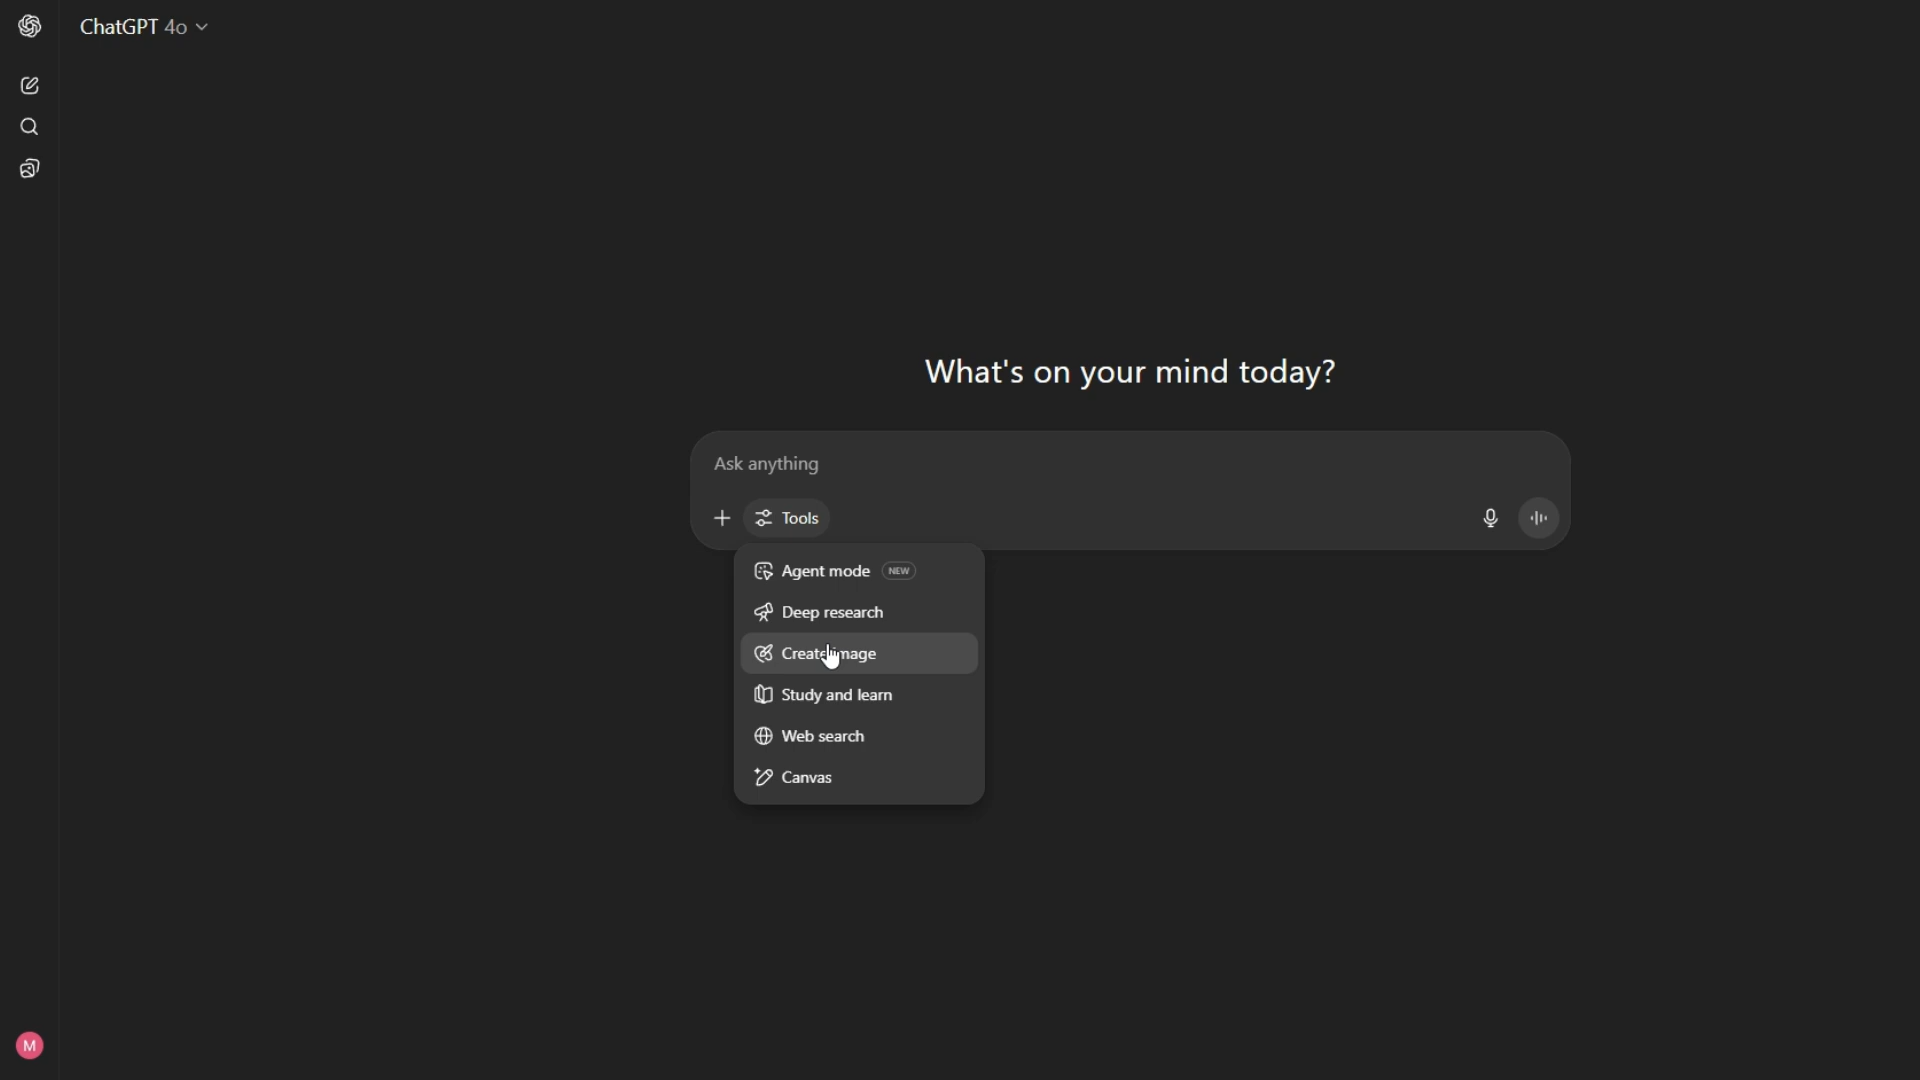 ChatGPT 4o
What's on your mind today?
Ask anything
Tools
Agent mode NEW
Deep research
Create image
Study and learn
Web search
Canvas
M